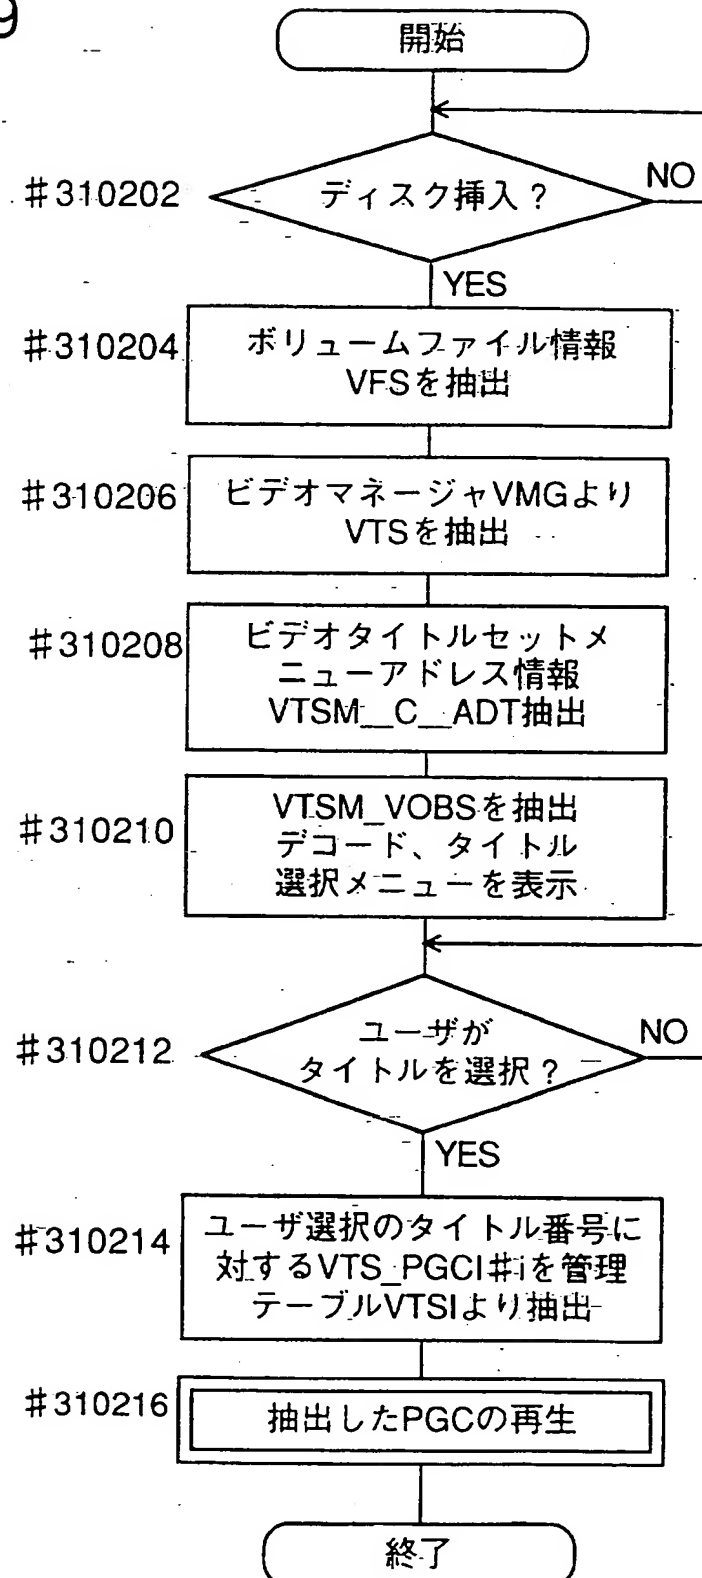 9
開始
#310202
ディスク挿入？
NO
YES
#310204
ボリュームファイル情報
VFSを抽出
#310206
ビデオマネージャVMGより
VTSを抽出
#310208
ビデオタイトルセットメ
ニューアドレス情報
VTSM__C__ADT抽出
#310210
VTSM_VOBSを抽出
デコード、タイトル
選択メニューを表示
#310212
ユーザが
タイトルを選択？
NO
YES
#310214
ユーザ選択のタイトル番号に
対するVTS_PGCI#iを管理
テーブルVTSIより抽出
#310216
抽出したPGCの再生
終了